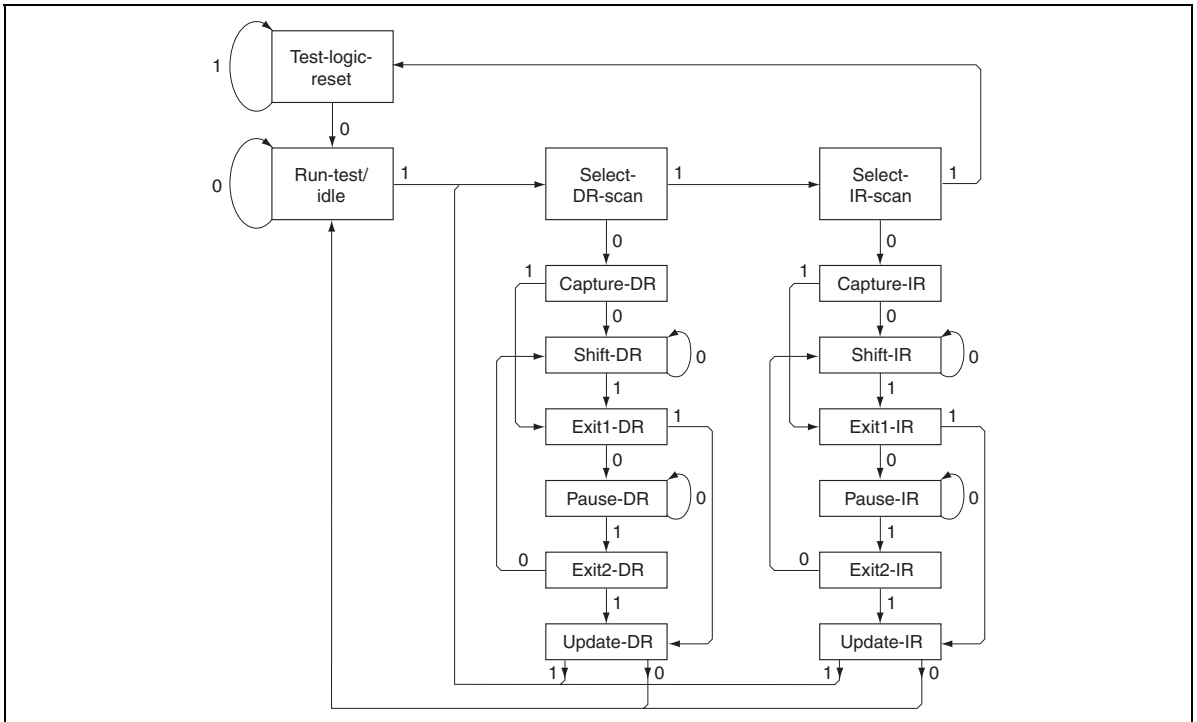 Test-logic-
reset
1
0
Run-test/
idle
0
1
Select-
DR-scan
1
Select-
IR-scan
1
0
0
1
Capture-DR
1
Capture-IR
0
0
Shift-DR
0
Shift-IR
0
1
1
Exit1-DR
1
Exit1-IR
1
0
0
Pause-DR
0
Pause-IR
0
1
1
0
Exit2-DR
0
Exit2-IR
1
1
Update-DR
Update-IR
1
0
1
0